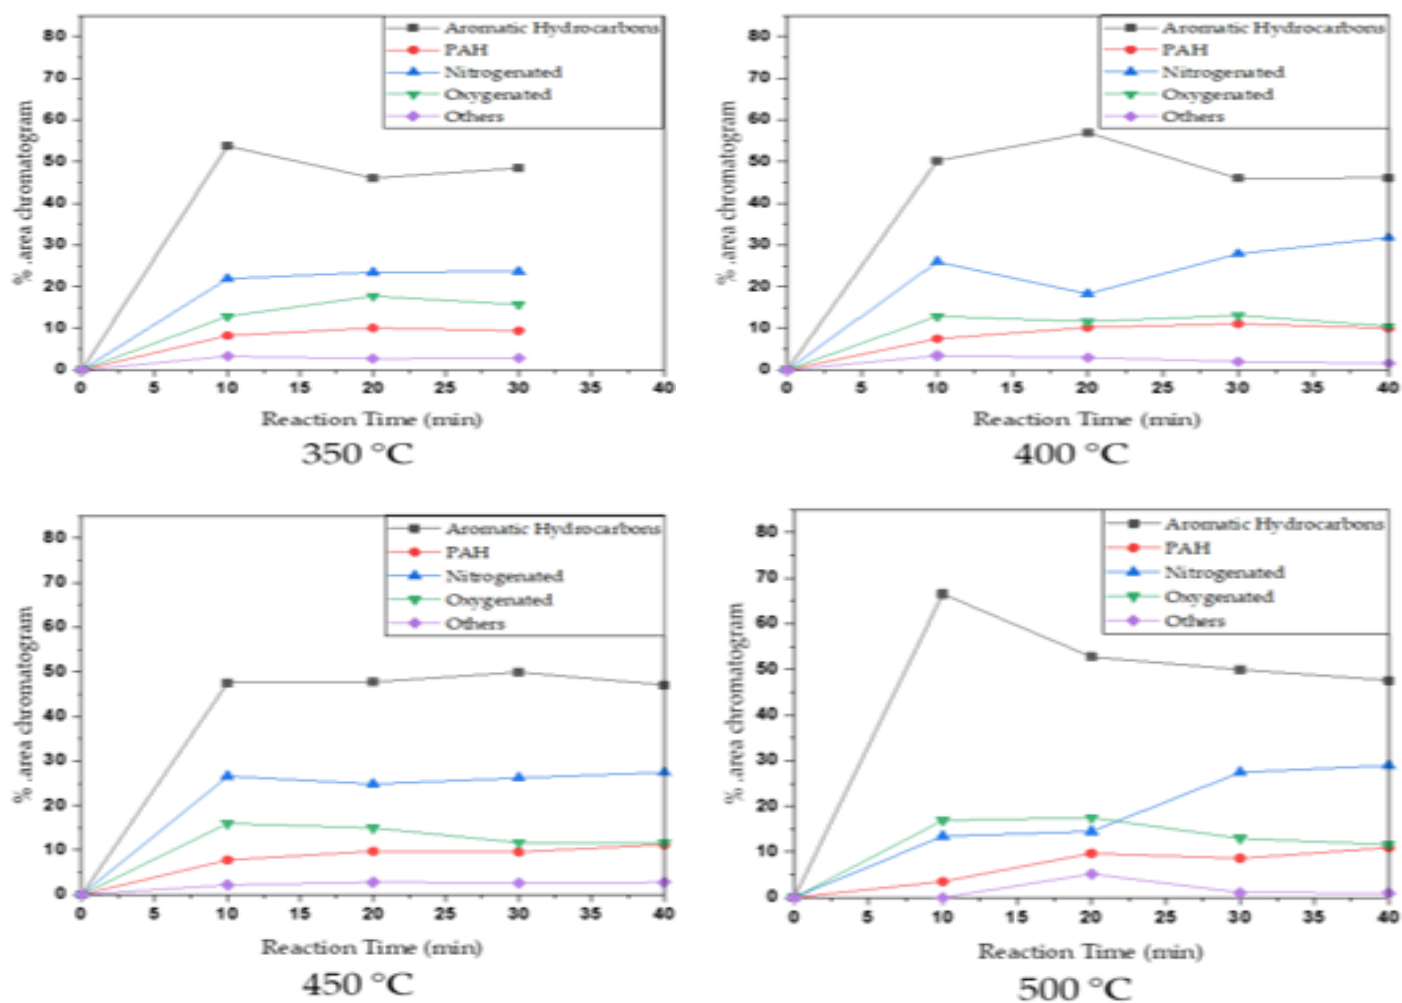 Aromatic Hydrocarbons
PAH
Nitrogenated
Oxygenated
Others
80
70
60
50
40
30
20
10
0
% .area chromatogram
0 5 10 15 20 25 30 35 40
Reaction Time (min)
350 °C
Aromatic Hydrocarbons
PAH
Nitrogenated
Oxygenated
Others
80
70
60
50
40
30
20
10
0
% .area chromatogram
0 5 10 15 20 25 30 35 40
Reaction Time (min)
400 °C
Aromatic Hydrocarbons
PAH
Nitrogenated
Oxygenated
Others
80
70
60
50
40
30
20
10
0
% .area chromatogram
0 5 10 15 20 25 30 35 40
Reaction Time (min)
450 °C
Aromatic Hydrocarbons
PAH
Nitrogenated
Oxygenated
Others
80
70
60
50
40
30
20
10
0
% .area chromatogram
0 5 10 15 20 25 30 35 40
Reaction Time (min)
500 °C